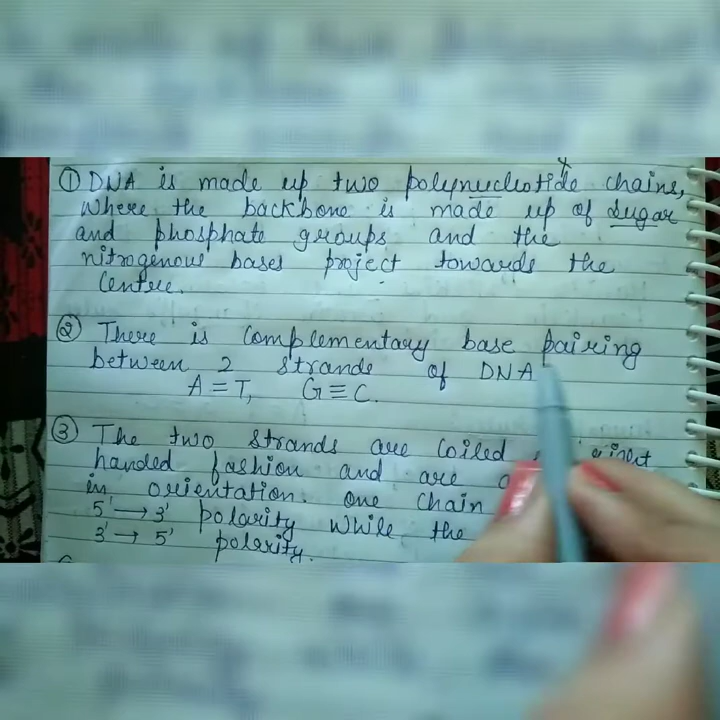 ① DNA is made up two polynucleotide chains,
where the backbone is made up of sugar
and phosphate groups and the
nitrogenous bases project towards the
centre.
② There is complementary base pairing
between 2 strands of DNA
A = T, G ≡ C.
③ The two strands are coiled
handed fashion and are
in orientation. One chain
5' → 3' polarity while the
3' → 5' polarity.